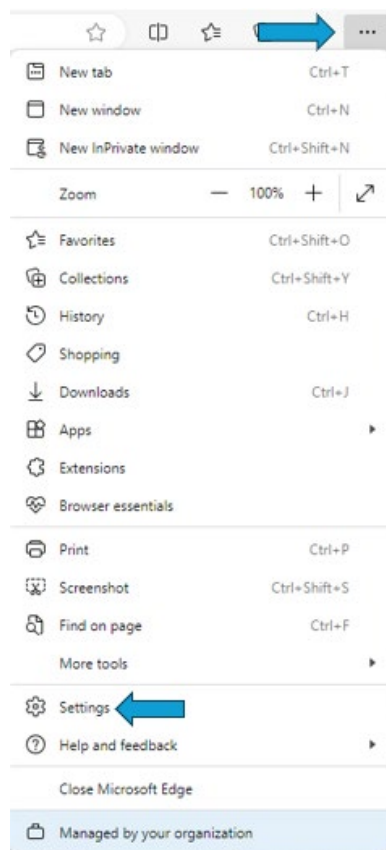 New tab Ctrl+T
New window Ctrl+N
New InPrivate window Ctrl+Shift+N
Zoom — 100% +
Favorites Ctrl+Shift+O
Collections Ctrl+Shift+Y
History Ctrl+H
Shopping
Downloads Ctrl+J
Apps
Extensions
Browser essentials
Print Ctrl+P
Screenshot Ctrl+Shift+S
Find on page Ctrl+F
More tools
Settings
Help and feedback
Close Microsoft Edge
Managed by your organization